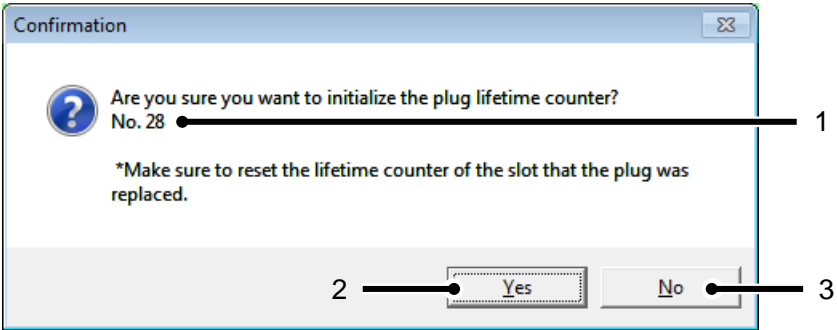 Confirmation
Are you sure you want to initialize the plug lifetime counter?
No. 28
1
*Make sure to reset the lifetime counter of the slot that the plug was
replaced.
2
Yes
No
3